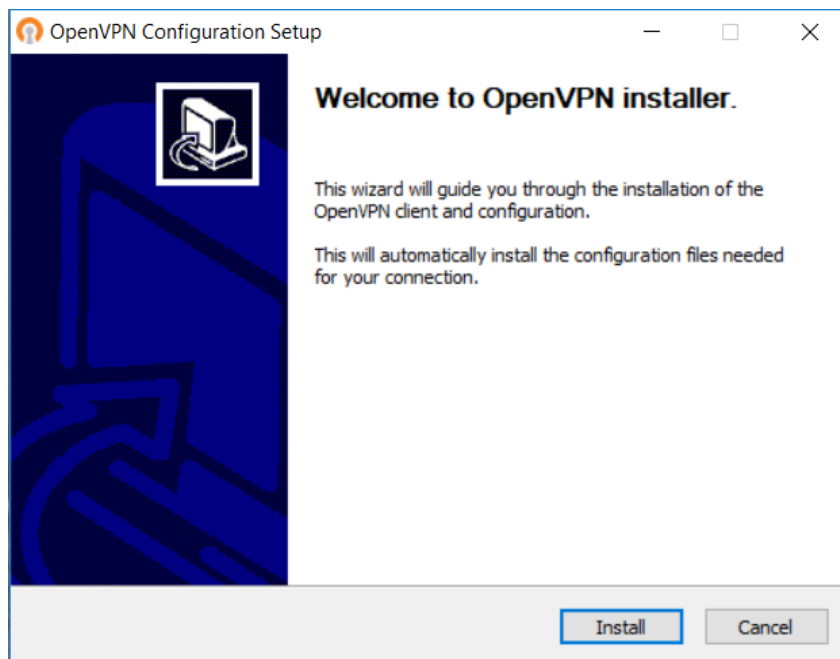 OpenVPN Configuration Setup
Welcome to OpenVPN installer.
This wizard will guide you through the installation of the
OpenVPN client and configuration.
This will automatically install the configuration files needed
for your connection.
Install
Cancel